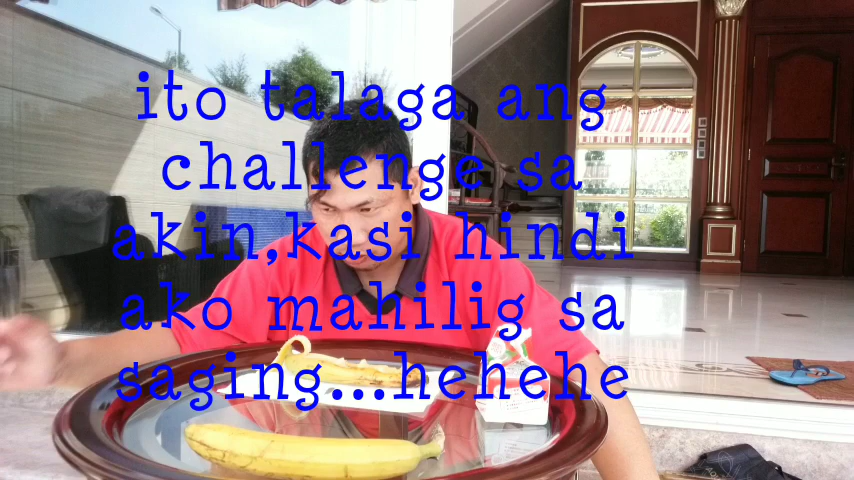 ito talaga ang
challenge sa
akin,kasi hindi
ako mahilig sa
saging...hehehe